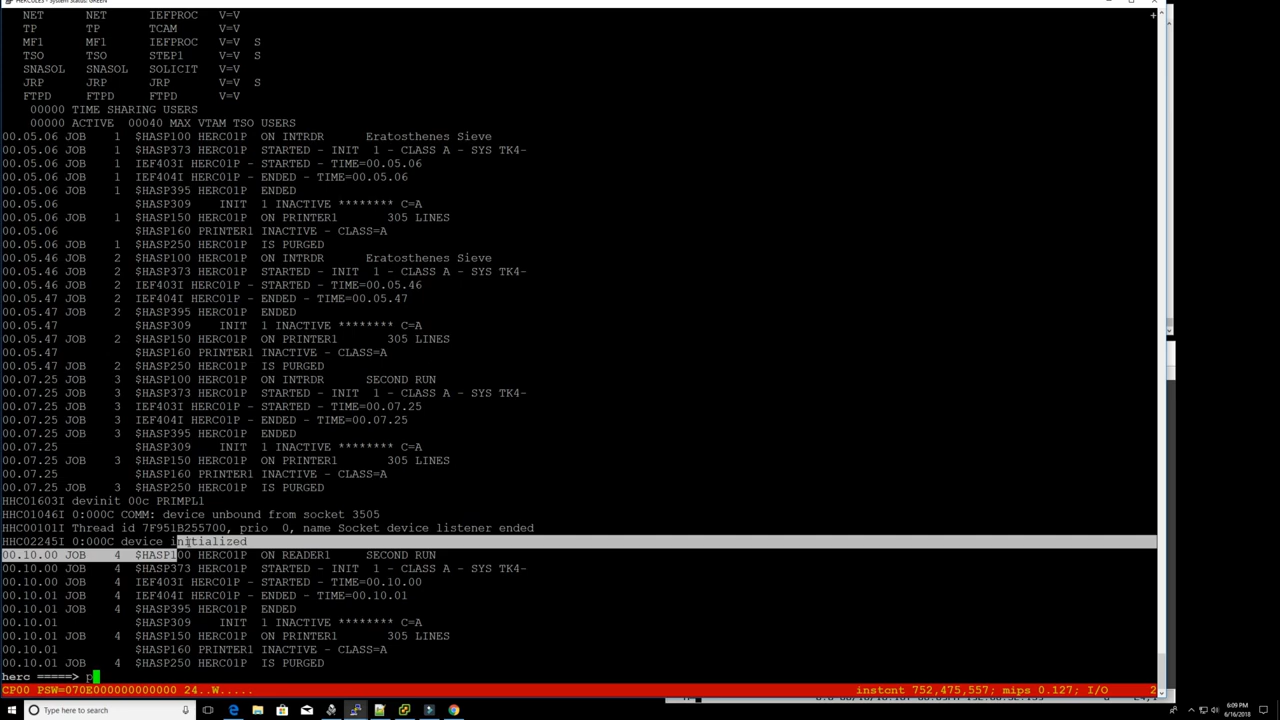 HERCULES - System Status: GREEN
NET NET IEFPROC V=V
TP TP TCAM V=V
MF1 MF1 IEFPROC V=V S
TSO TSO STEP1 V=V S
SNASOL SNASOL SOLICIT V=V
JRP JRP JRP V=V S
FTPD FTPD FTPD V=V
00000 TIME SHARING USERS
00000 ACTIVE 00040 MAX VTAM TSO USERS
00.05.06 JOB 1 $HASP100 HERC01P ON INTRDR Eratosthenes Sieve
00.05.06 JOB 1 $HASP373 HERC01P STARTED - INIT 1 - CLASS A - SYS TK4-
00.05.06 JOB 1 IEF403I HERC01P - STARTED - TIME=00.05.06
00.05.06 JOB 1 IEF404I HERC01P - ENDED - TIME=00.05.06
00.05.06 JOB 1 $HASP395 HERC01P ENDED
00.05.06 $HASP309 INIT 1 INACTIVE ******** C=A
00.05.06 JOB 1 $HASP150 HERC01P ON PRINTER1 305 LINES
00.05.06 $HASP160 PRINTER1 INACTIVE - CLASS=A
00.05.06 JOB 1 $HASP250 HERC01P IS PURGED
00.05.46 JOB 2 $HASP100 HERC01P ON INTRDR Eratosthenes Sieve
00.05.46 JOB 2 $HASP373 HERC01P STARTED - INIT 1 - CLASS A - SYS TK4-
00.05.46 JOB 2 IEF403I HERC01P - STARTED - TIME=00.05.46
00.05.47 JOB 2 IEF404I HERC01P - ENDED - TIME=00.05.47
00.05.47 JOB 2 $HASP395 HERC01P ENDED
00.05.47 $HASP309 INIT 1 INACTIVE ******** C=A
00.05.47 JOB 2 $HASP150 HERC01P ON PRINTER1 305 LINES
00.05.47 $HASP160 PRINTER1 INACTIVE - CLASS=A
00.05.47 JOB 2 $HASP250 HERC01P IS PURGED
00.07.25 JOB 3 $HASP100 HERC01P ON INTRDR SECOND RUN
00.07.25 JOB 3 $HASP373 HERC01P STARTED - INIT 1 - CLASS A - SYS TK4-
00.07.25 JOB 3 IEF403I HERC01P - STARTED - TIME=00.07.25
00.07.25 JOB 3 IEF404I HERC01P - ENDED - TIME=00.07.25
00.07.25 JOB 3 $HASP395 HERC01P ENDED
00.07.25 $HASP309 INIT 1 INACTIVE ******** C=A
00.07.25 JOB 3 $HASP150 HERC01P ON PRINTER1 305 LINES
00.07.25 $HASP160 PRINTER1 INACTIVE - CLASS=A
00.07.25 JOB 3 $HASP250 HERC01P IS PURGED
HHC01603I devinit 00c PRIMPL1
HHC01046I 0:000C COMM: device unbound from socket 3505
HHC00101I Thread id 7F951B255700, prio 0, name Socket device listener ended
HHC02245I 0:000C device initialized
00.10.00 JOB 4 $HASP100 HERC01P ON READER1 SECOND RUN
00.10.00 JOB 4 $HASP373 HERC01P STARTED - INIT 1 - CLASS A - SYS TK4-
00.10.00 JOB 4 IEF403I HERC01P - STARTED - TIME=00.10.00
00.10.01 JOB 4 IEF404I HERC01P - ENDED - TIME=00.10.01
00.10.01 JOB 4 $HASP395 HERC01P ENDED
00.10.01 $HASP309 INIT 1 INACTIVE ******** C=A
00.10.01 JOB 4 $HASP150 HERC01P ON PRINTER1 305 LINES
00.10.01 $HASP160 PRINTER1 INACTIVE - CLASS=A
00.10.01 JOB 4 $HASP250 HERC01P IS PURGED
herc =====> p
CP00 PSW=070E000000000000 24..W..... instcnt 752,475,557; mips 0.127; I/O 2
Type here to search
6:09 PM
6/16/2018